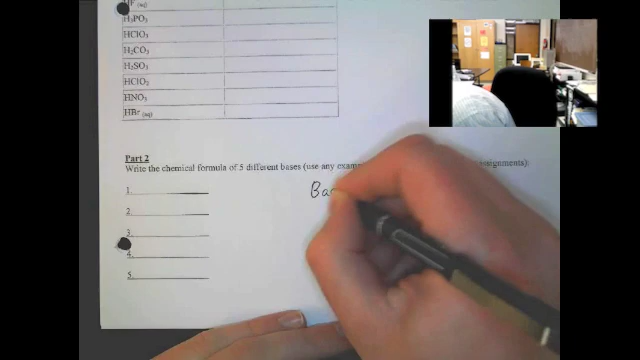 H₃PO₃
HClO₃
H₂CO₃
H₂SO₃
HClO₂
HNO₃
HBr (aq)
Part 2
Write the chemical formula of 5 different bases (use any assignments):
1.
Ba
2.
3.
4.
5.